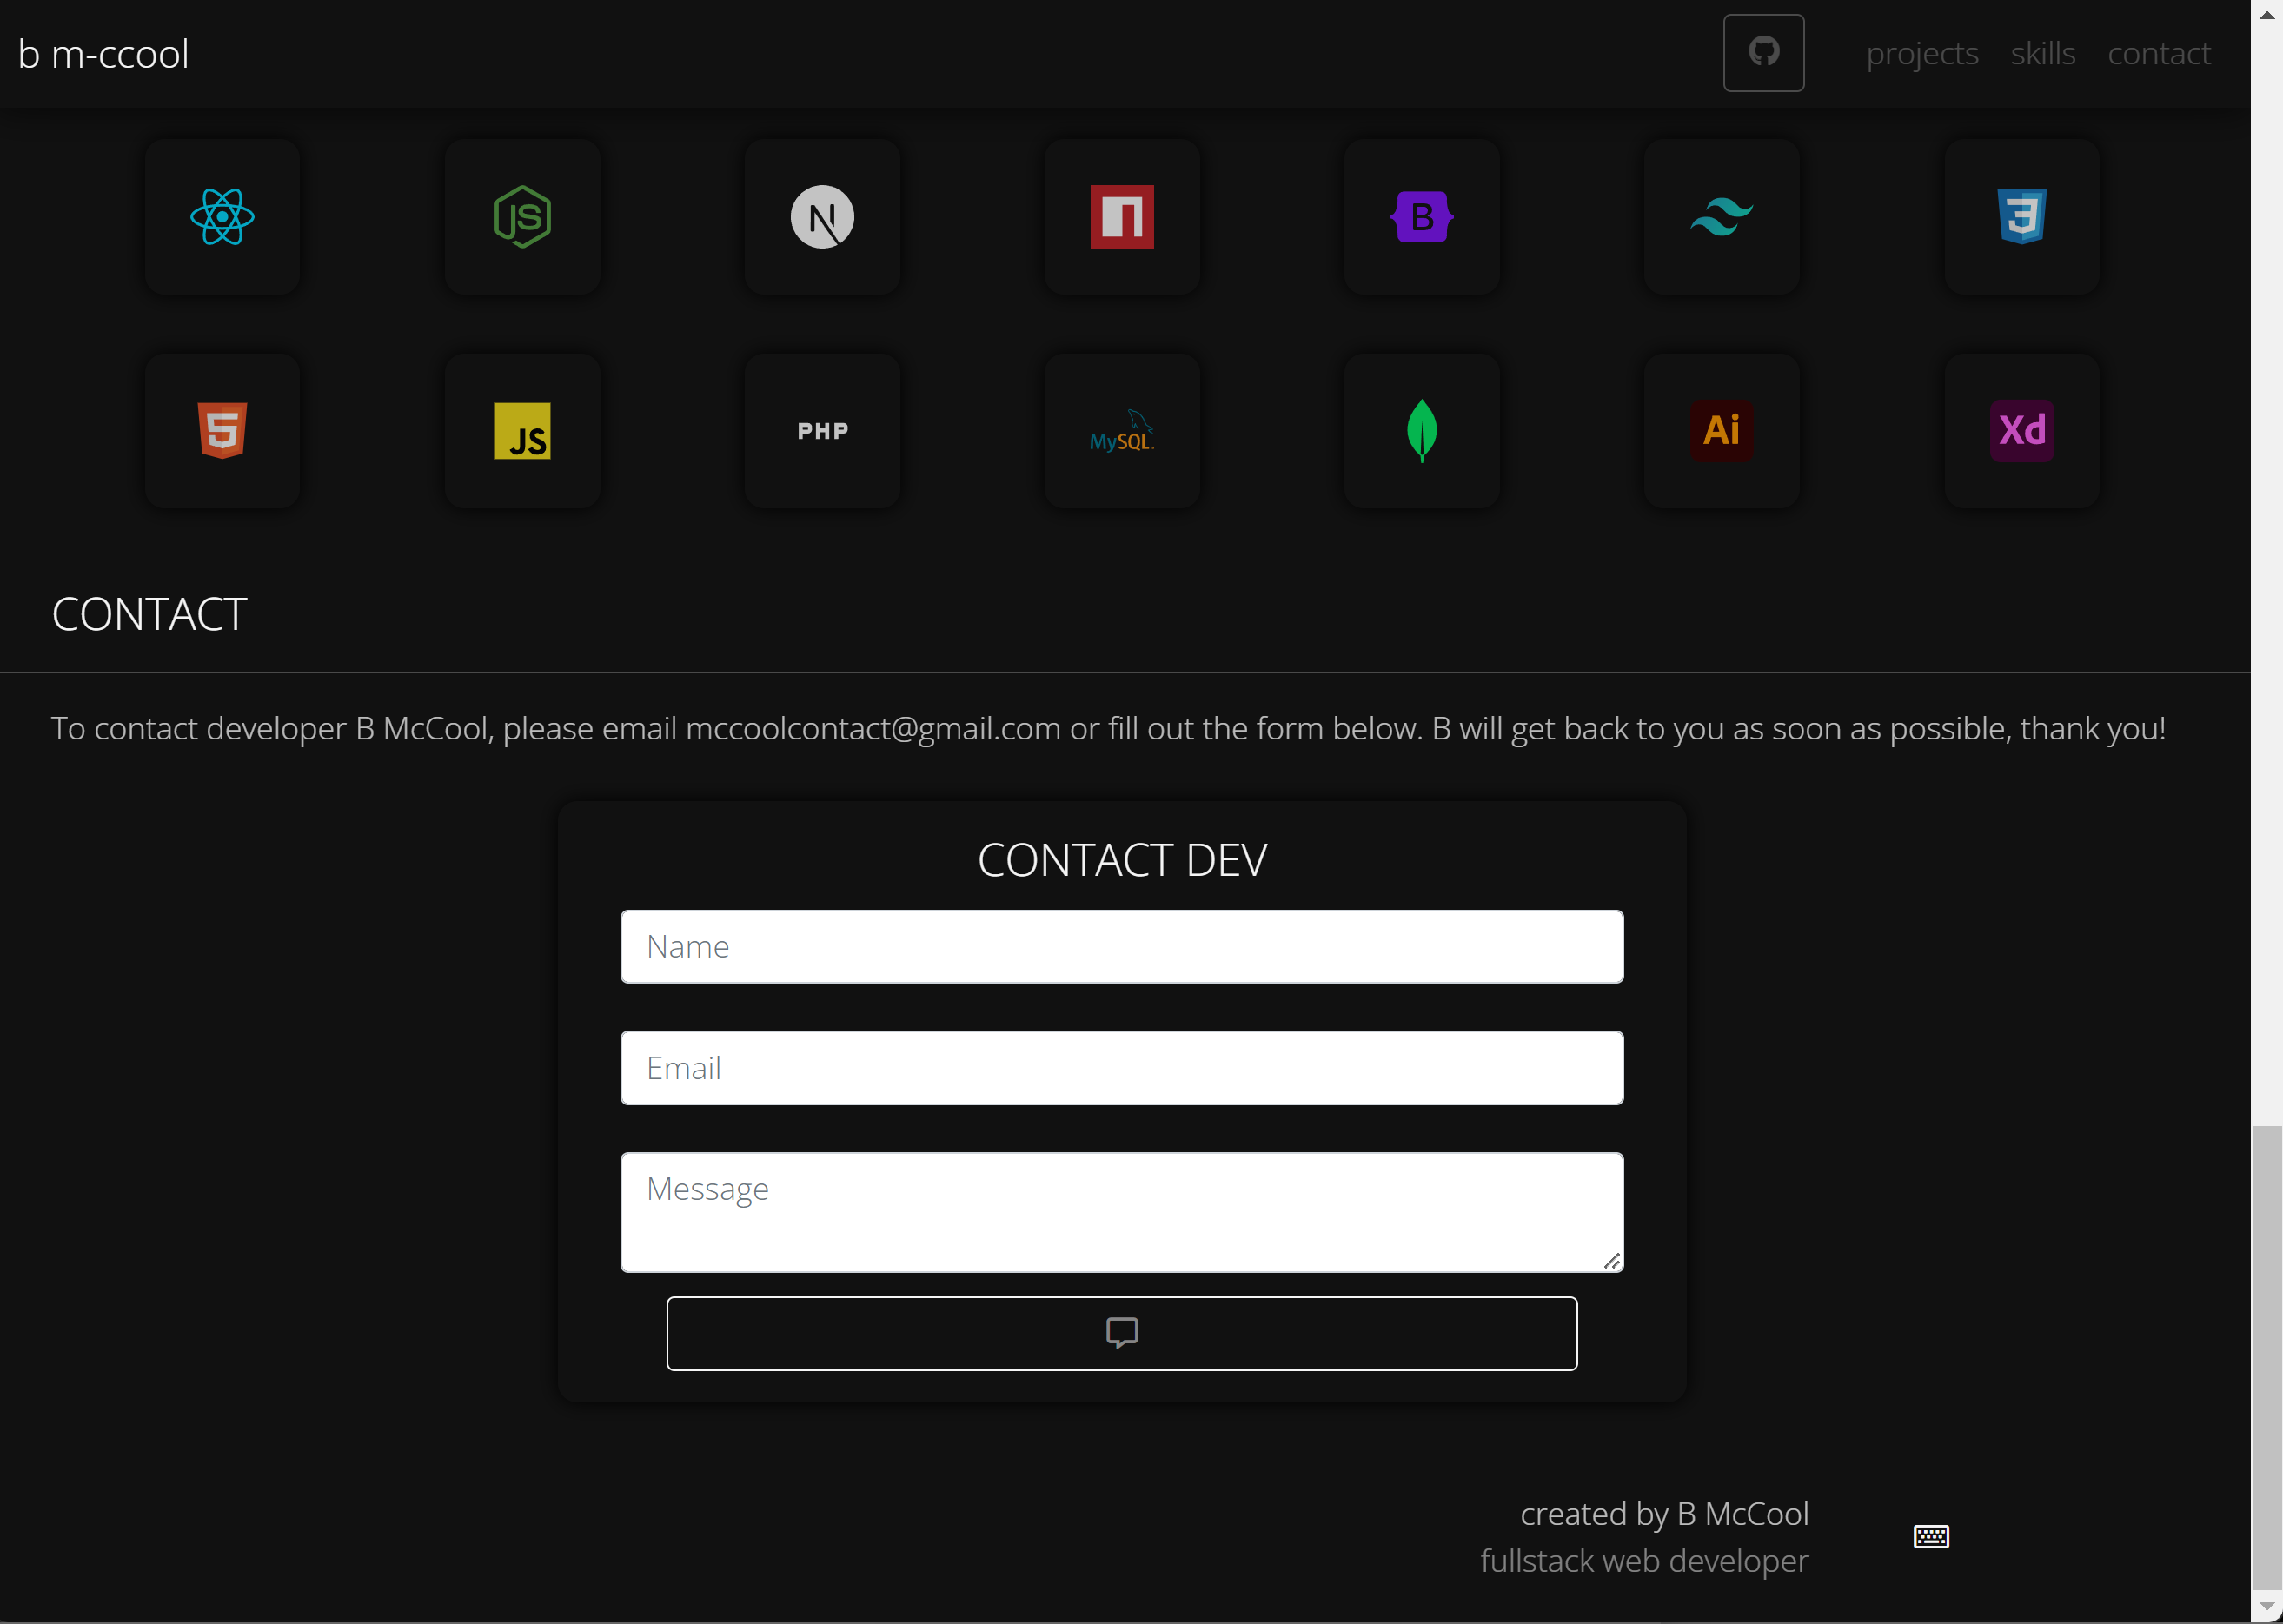 b m-ccool
projects skills contact
JS N B 3
5 JS PHP MySQL Ai Xd
CONTACT
To contact developer B McCool, please email mccoolcontact@gmail.com or fill out the form below. B will get back to you as soon as possible, thank you!
CONTACT DEV
Name
Email
Message
created by B McCool
fullstack web developer